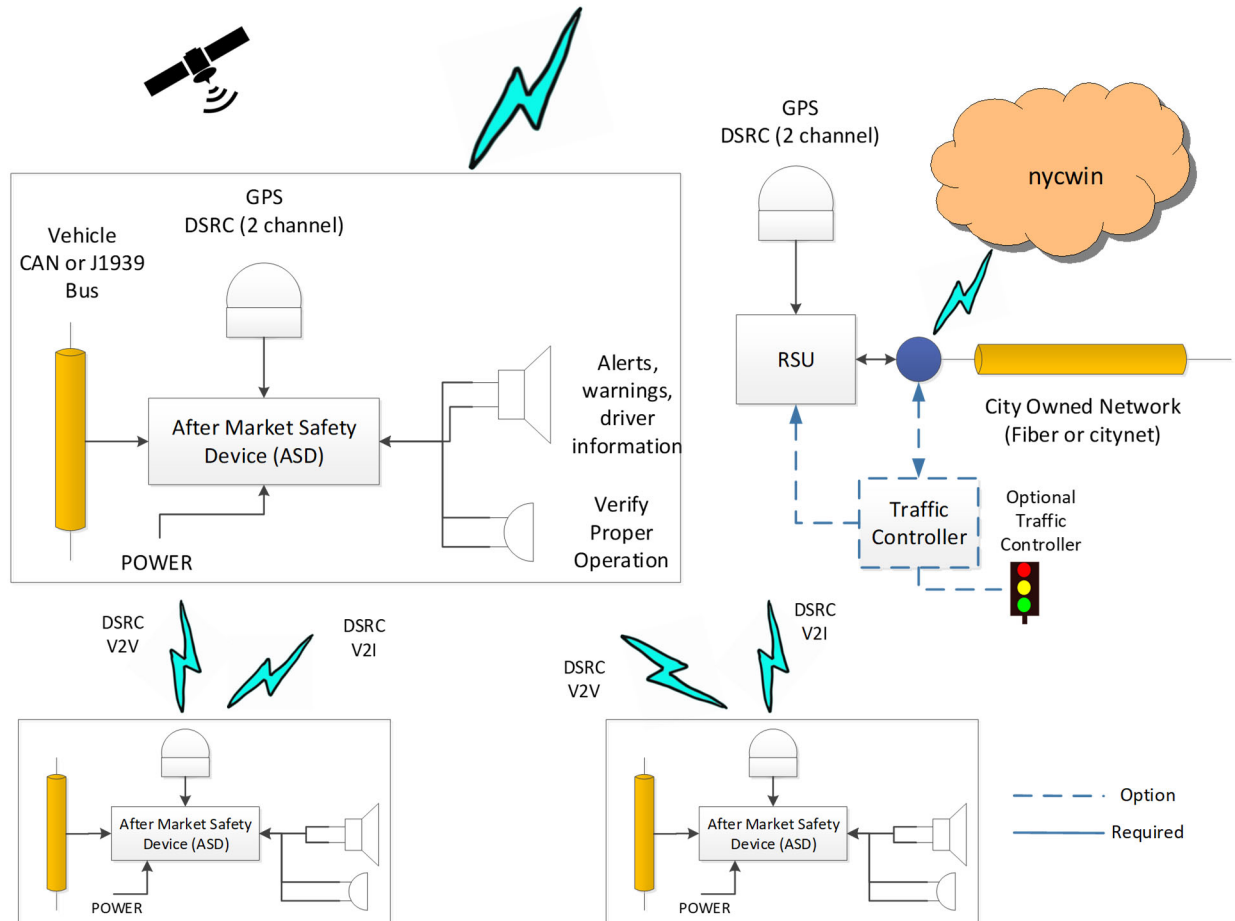 GPS
DSRC (2 channel)
Vehicle
CAN or J1939
Bus
After Market Safety
Device (ASD)
POWER
Alerts,
warnings,
driver
information
Verify
Proper
Operation
GPS
DSRC (2 channel)
nycwin
RSU
City Owned Network
(Fiber or citynet)
Traffic
Controller
Optional
Traffic
Controller
DSRC
V2V
DSRC
V2I
DSRC
V2V
DSRC
V2I
After Market Safety
Device (ASD)
POWER
After Market Safety
Device (ASD)
POWER
Option
Required